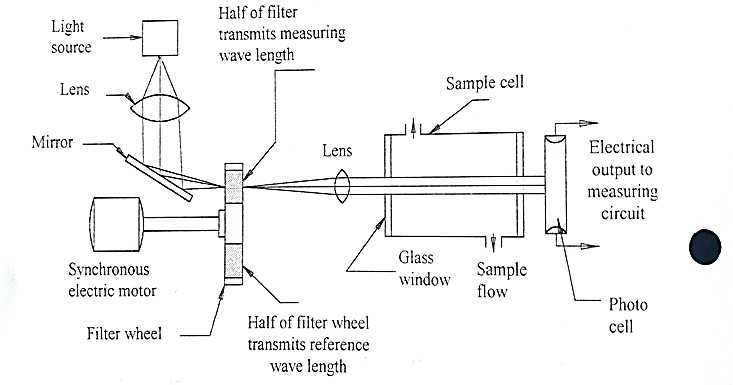 Light
source
Half of filter
transmits measuring
wave length
Lens
Mirror
Sample cell
Lens
Electrical
output to
measuring
circuit
Synchronous
electric motor
Glass
window
Sample
flow
Photo
cell
Filter wheel
Half of filter wheel
transmits reference
wave length